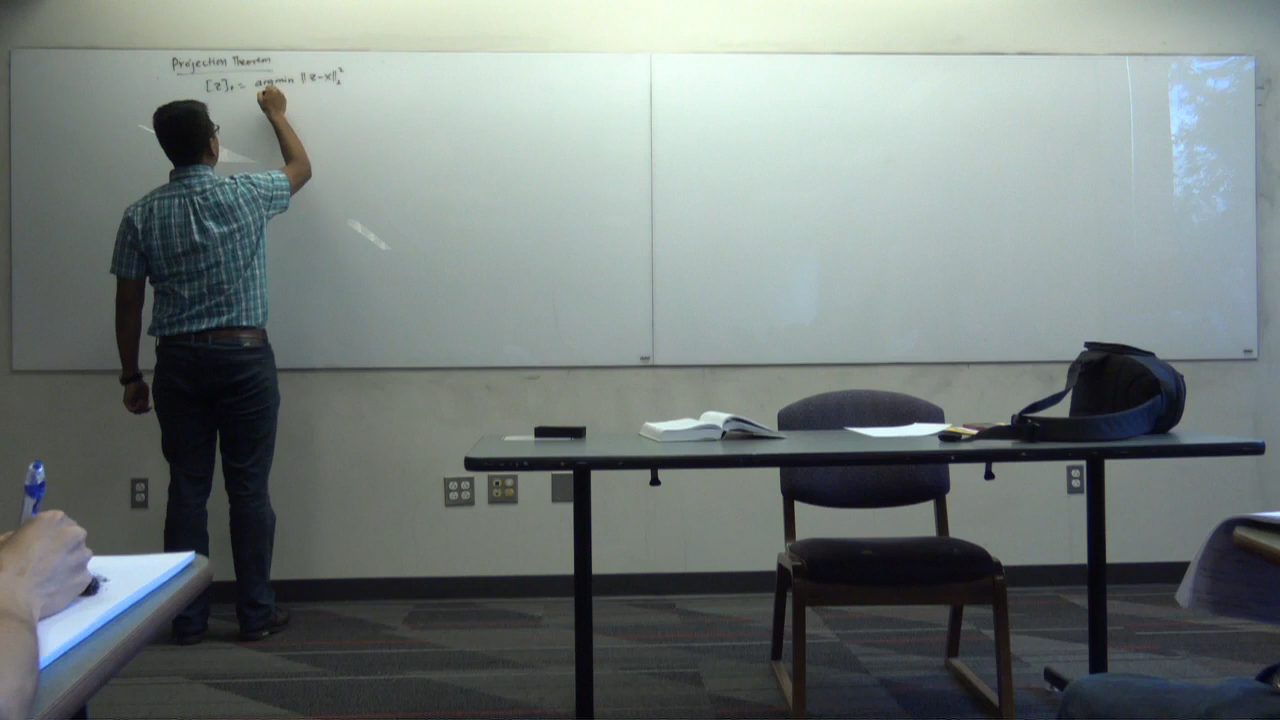 Projection Theorem
[z]₊ = argmin ||z-x||₂²